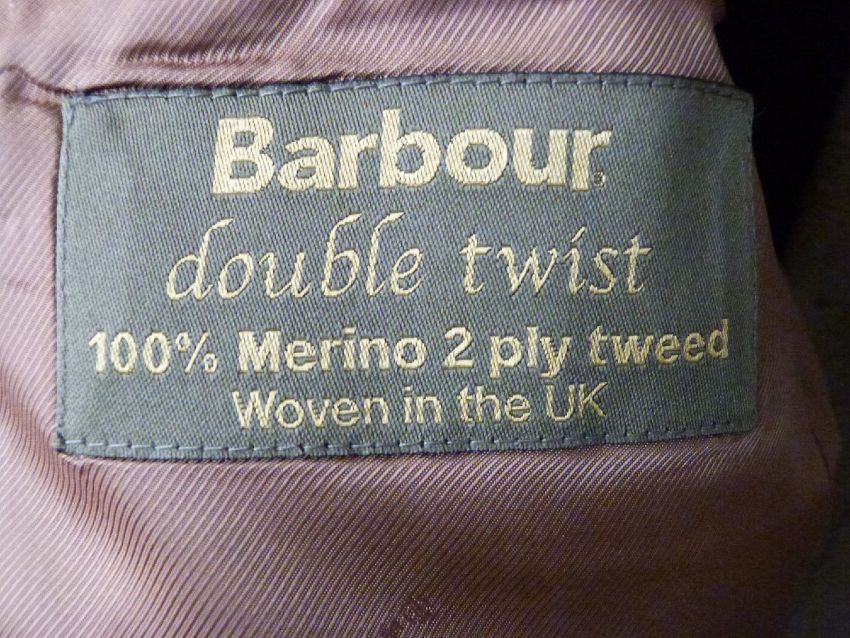 Barbour
double twist
100% Merino 2 ply tweed
Woven in the UK